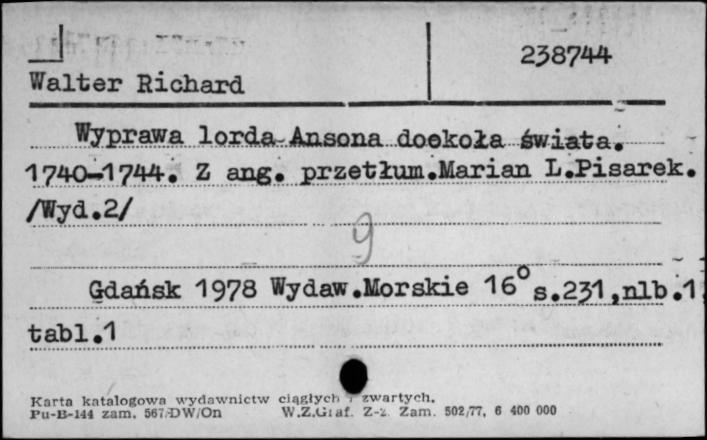 238744
Walter Richard
Wyprawa lorda Ansona dookoła świata.
1740-1744. Z ang. przetłum.Marian L.Pisarek.
/Wyd.2/
9
Gdańsk 1978 Wydaw.Morskie 16° s.231,nlb.1,
tabl.1
Karta katalogowa wydawnictw ciągłych i zwartych.
Pu-B-144 zam. 567/DW/On W.Z.Graf. Z-2. Zam. 502/77, 6 400 000